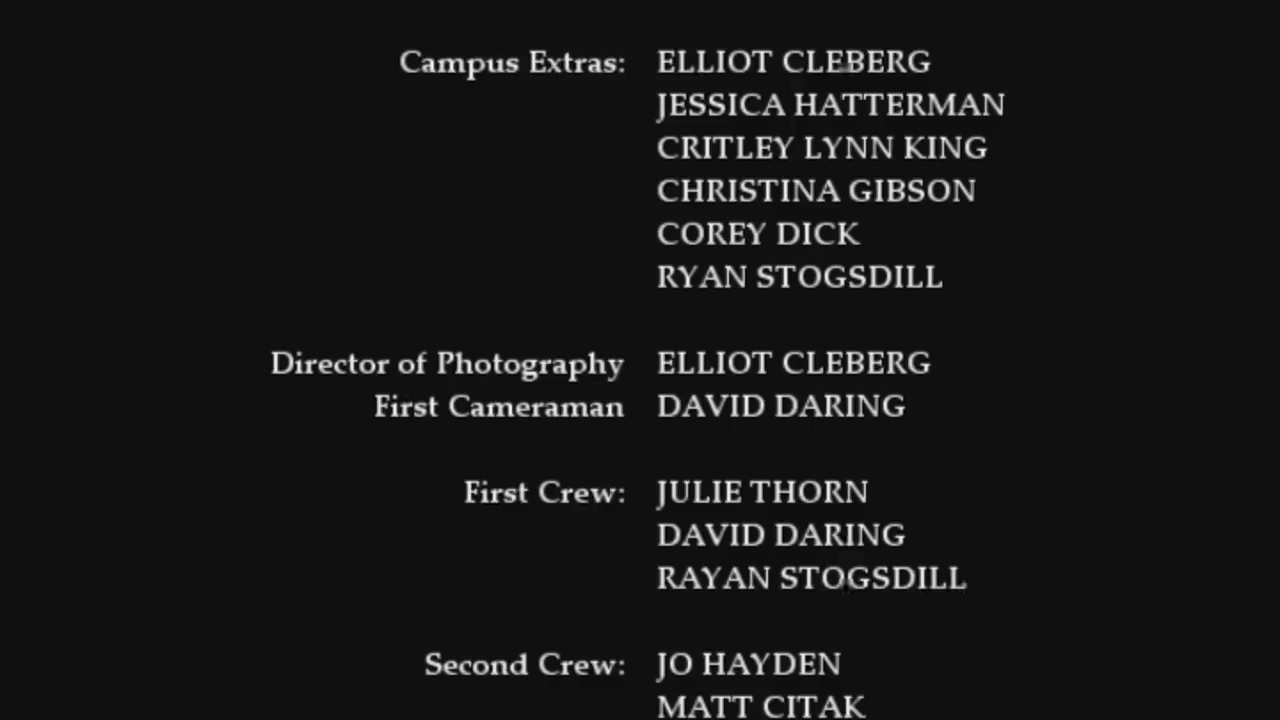 Campus Extras: ELLIOT CLEBERG
JESSICA HATTERMAN
CRITLEY LYNN KING
CHRISTINA GIBSON
COREY DICK
RYAN STOGSDILL
Director of Photography ELLIOT CLEBERG
First Cameraman DAVID DARING
First Crew: JULIE THORN
DAVID DARING
RAYAN STOGSDILL
Second Crew: JO HAYDEN
MATT CITAK